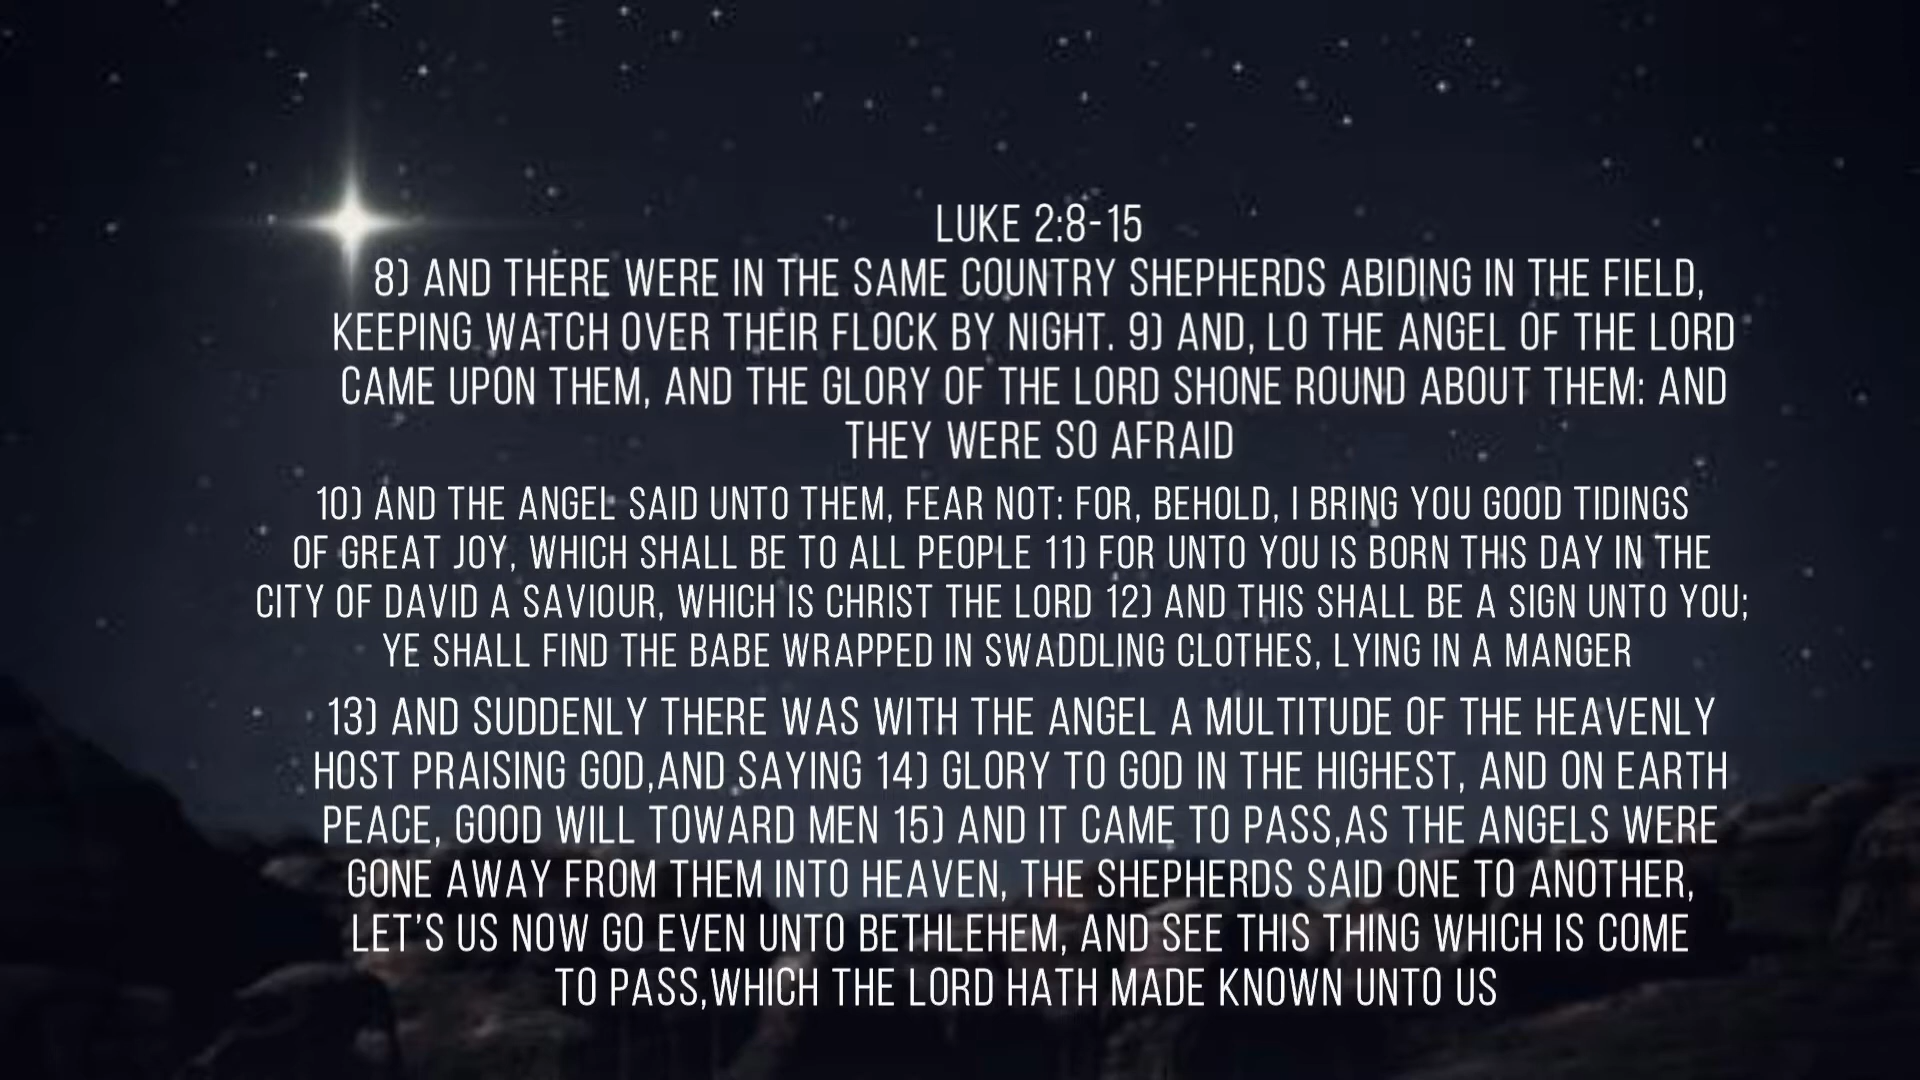 LUKE 2:8-15
8) AND THERE WERE IN THE SAME COUNTRY SHEPHERDS ABIDING IN THE FIELD,
KEEPING WATCH OVER THEIR FLOCK BY NIGHT. 9) AND, LO THE ANGEL OF THE LORD
CAME UPON THEM, AND THE GLORY OF THE LORD SHONE ROUND ABOUT THEM: AND
THEY WERE SO AFRAID
10) AND THE ANGEL SAID UNTO THEM, FEAR NOT: FOR, BEHOLD, I BRING YOU GOOD TIDINGS
OF GREAT JOY, WHICH SHALL BE TO ALL PEOPLE 11) FOR UNTO YOU IS BORN THIS DAY IN THE
CITY OF DAVID A SAVIOUR, WHICH IS CHRIST THE LORD 12) AND THIS SHALL BE A SIGN UNTO YOU;
YE SHALL FIND THE BABE WRAPPED IN SWADDLING CLOTHES, LYING IN A MANGER
13) AND SUDDENLY THERE WAS WITH THE ANGEL A MULTITUDE OF THE HEAVENLY
HOST PRAISING GOD,AND SAYING 14) GLORY TO GOD IN THE HIGHEST, AND ON EARTH
PEACE, GOOD WILL TOWARD MEN 15) AND IT CAME TO PASS,AS THE ANGELS WERE
GONE AWAY FROM THEM INTO HEAVEN, THE SHEPHERDS SAID ONE TO ANOTHER,
LET'S US NOW GO EVEN UNTO BETHLEHEM, AND SEE THIS THING WHICH IS COME
TO PASS,WHICH THE LORD HATH MADE KNOWN UNTO US